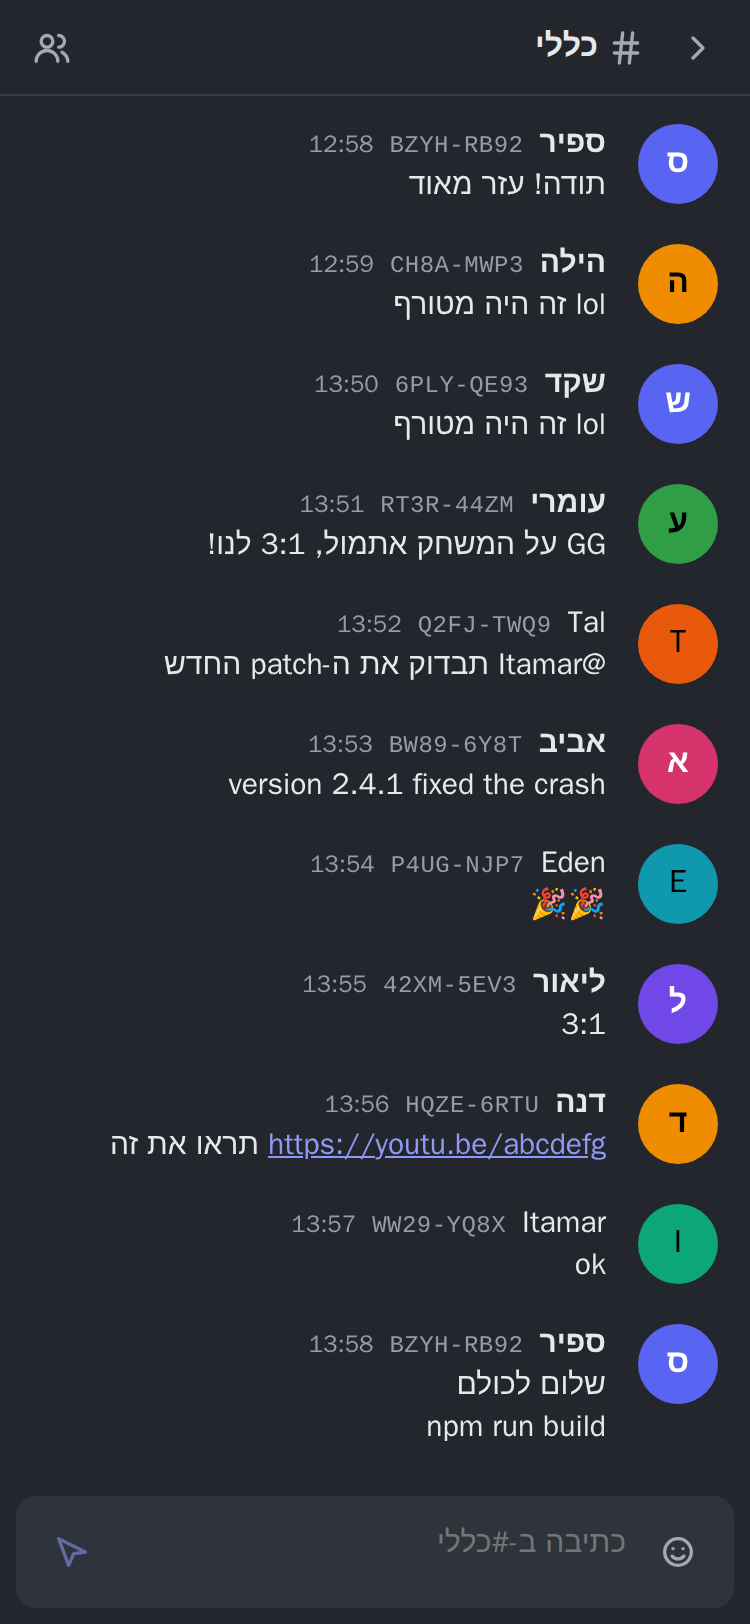 # כללי
ס
ספיר BZYH-RB92 12:58
תודה! עזר מאוד
ה
הילה CH8A-MWP3 12:59
lol זה היה מטורף
ש
שקד 6PLY-QE93 13:50
lol זה היה מטורף
ע
עומרי RT3R-44ZM 13:51
GG על המשחק אתמול, 3:1 לנו!
T
Tal Q2FJ-TWQ9 13:52
@Itamar תבדוק את ה-patch החדש
א
אביב BW89-6Y8T 13:53
version 2.4.1 fixed the crash
E
Eden P4UG-NJP7 13:54
🎉🎉
ל
ליאור 42XM-5EV3 13:55
3:1
ד
דנה HQZE-6RTU 13:56
https://youtu.be/abcdefg תראו את זה
I
Itamar WW29-YQ8X 13:57
ok
ס
ספיר BZYH-RB92 13:58
שלום לכולם
npm run build
כתיבה ב-#כללי